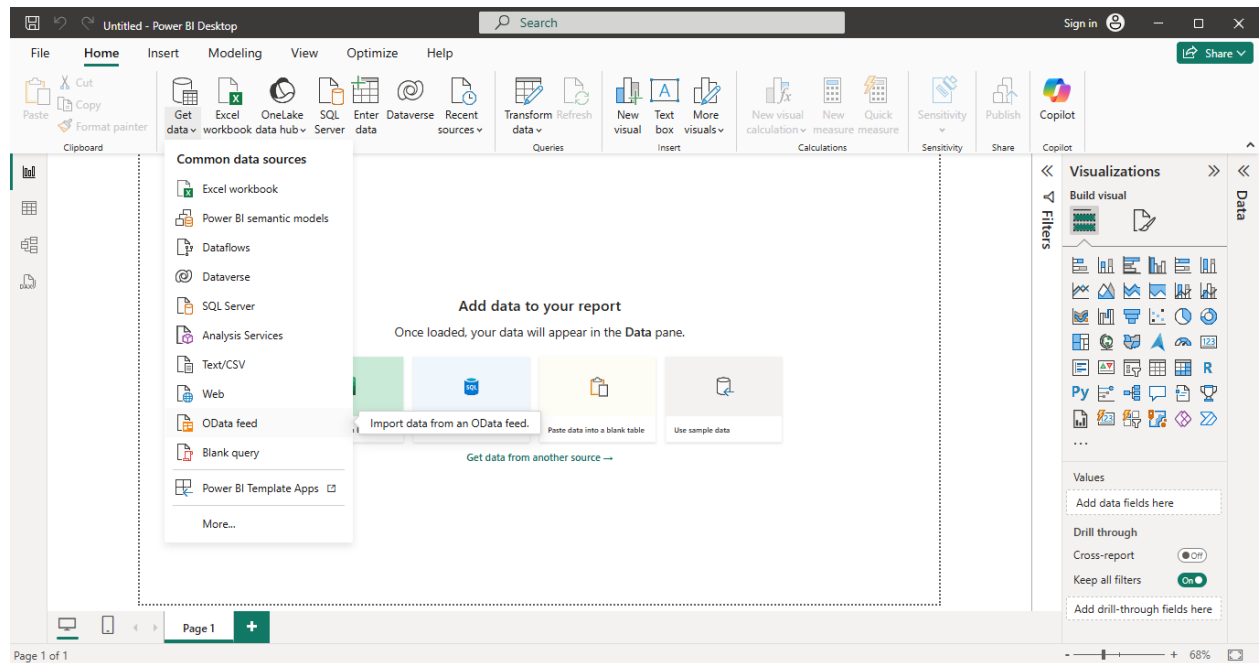 Untitled - Power BI Desktop
Search
Sign in
File Home Insert Modeling View Optimize Help
Share
Paste
Cut
Copy
Format painter
Clipboard
Get data
Excel workbook
OneLake data hub
SQL Server
Enter data
Dataverse
Recent sources
Transform data
Refresh
Queries
New visual
A
Text box
More visuals
Insert
fx
New visual calculation
New measure
Quick measure
Calculations
Sensitivity
Sensitivity
Publish
Share
Copilot
Copilot
Common data sources
Excel workbook
Power BI semantic models
Dataflows
Dataverse
SQL Server
Analysis Services
Text/CSV
Web
OData feed
Blank query
Power BI Template Apps
More...
Import data from an OData feed.
DAX
Add data to your report
Once loaded, your data will appear in the Data pane.
SQL
Paste data into a blank table
Use sample data
Get data from another source →
Filters
Visualizations
Build visual
123
R
Py
123
...
Values
Add data fields here
Drill through
Cross-report
Off
Keep all filters
On
Add drill-through fields here
Data
Page 1
+
Page 1 of 1
- + 68%